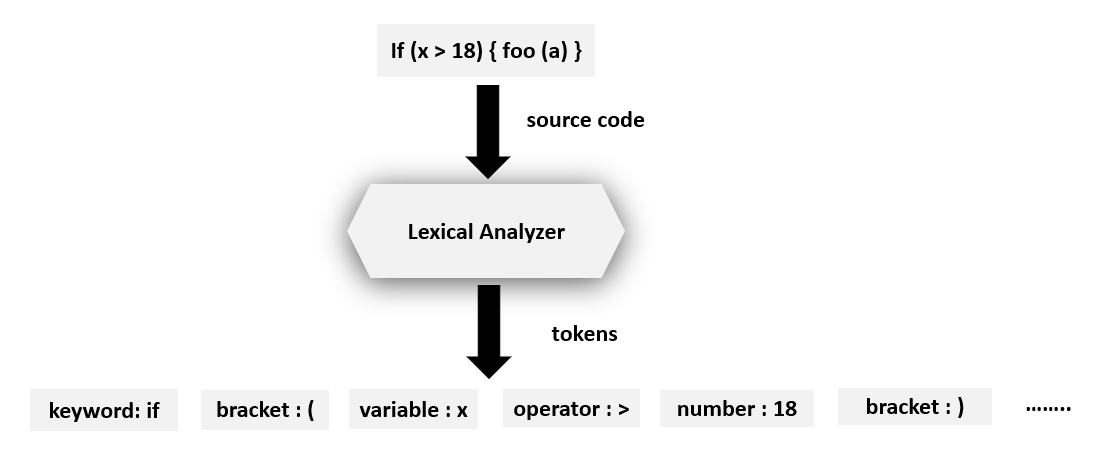 If (x > 18) { foo (a) }
source code
Lexical Analyzer
tokens
keyword: if
bracket : (
variable : x
operator : >
number : 18
bracket : )
........